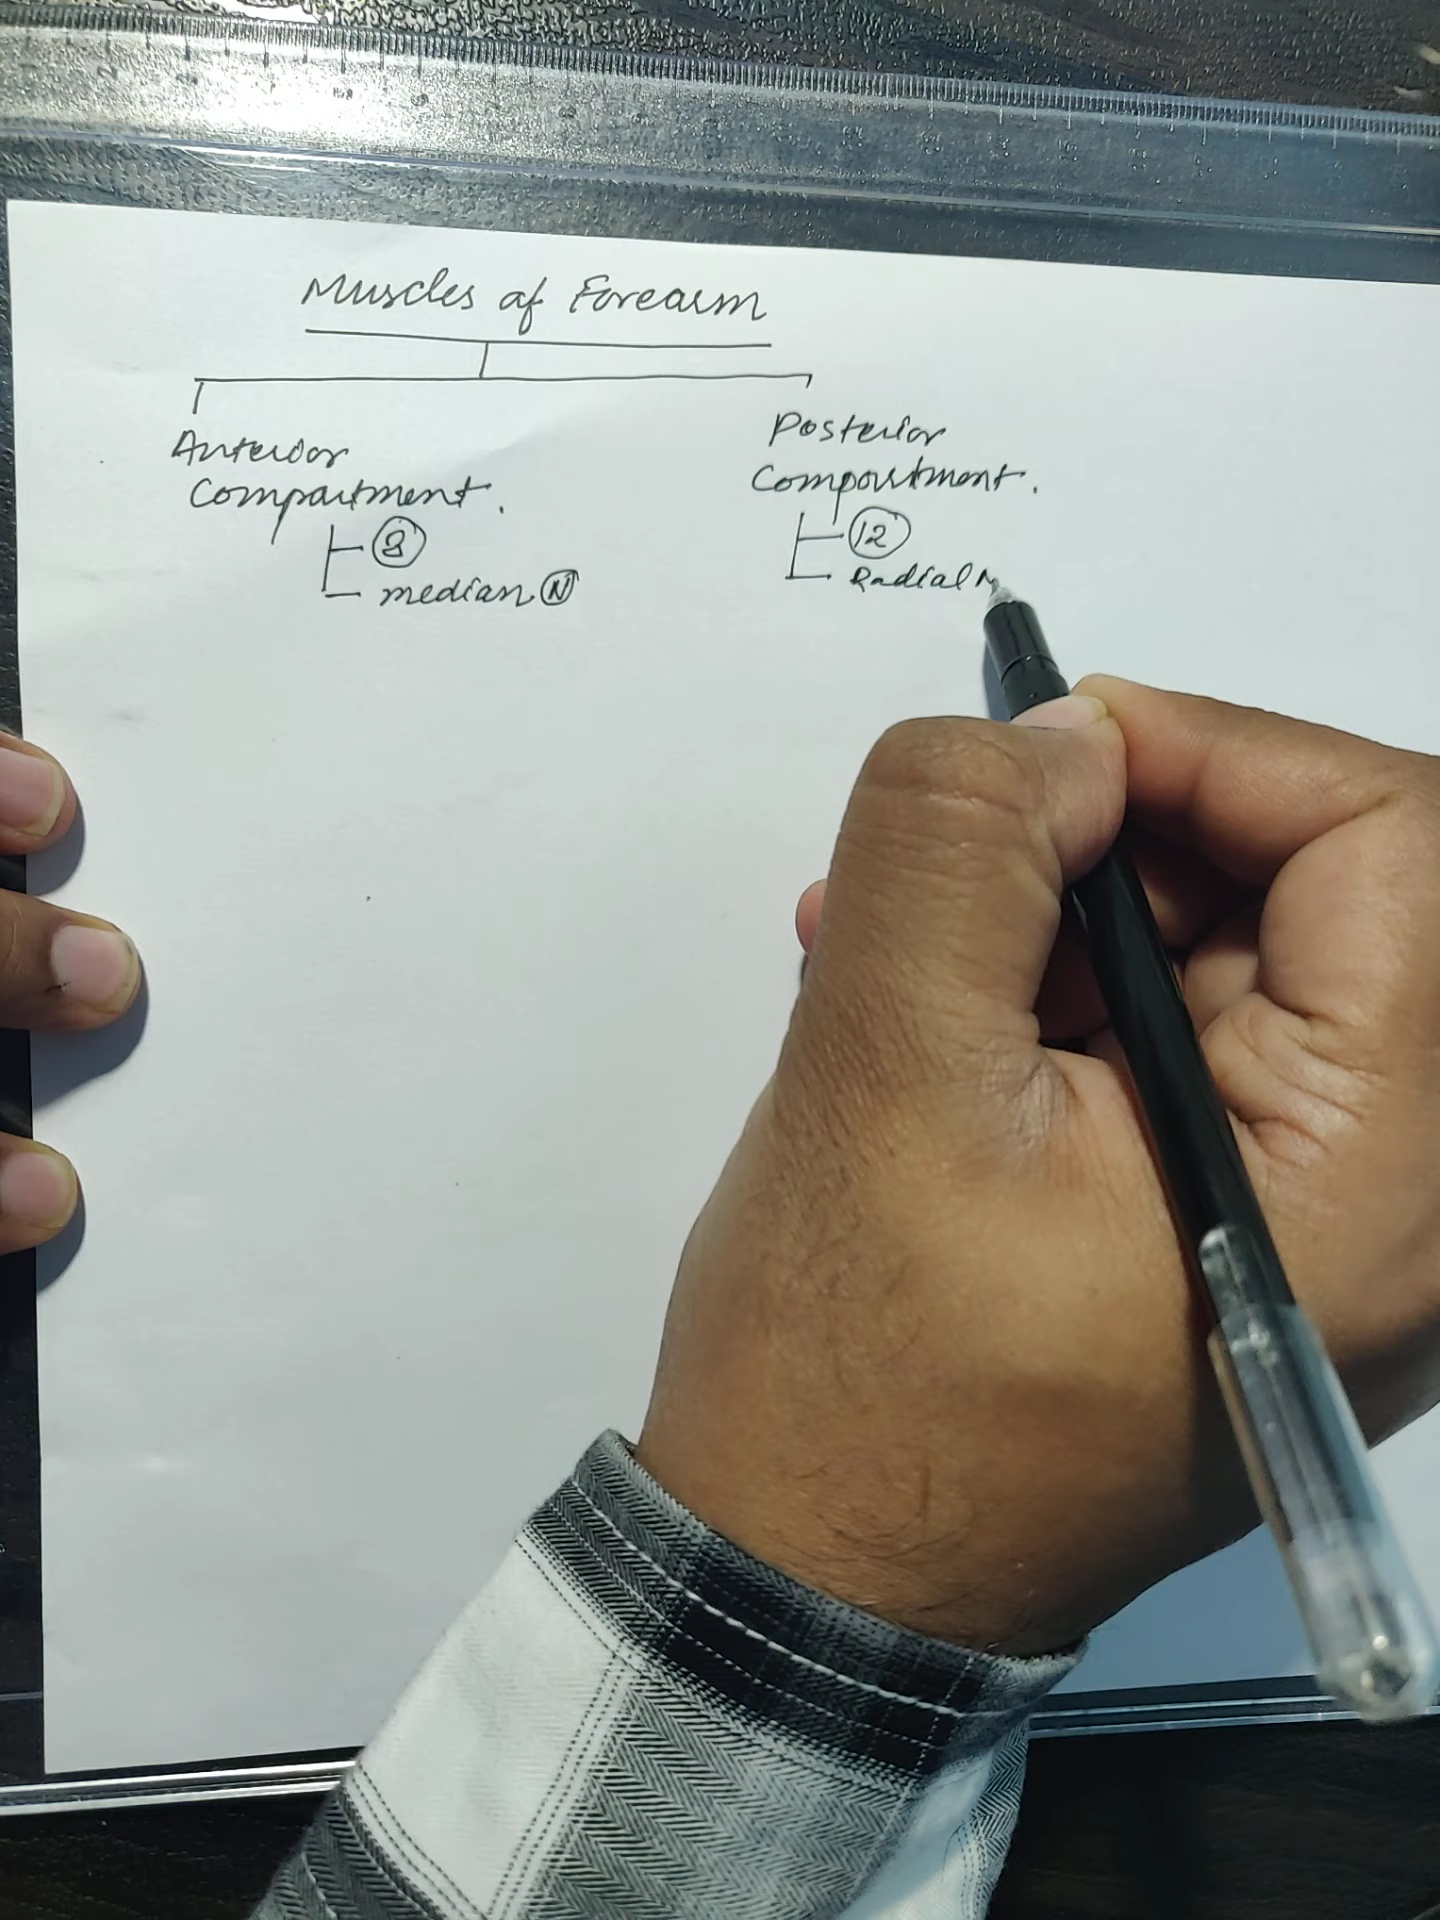 Muscles of Forearm
Anterior
Compartment.
8
median N
Posterior
Compartment.
12
Radial N